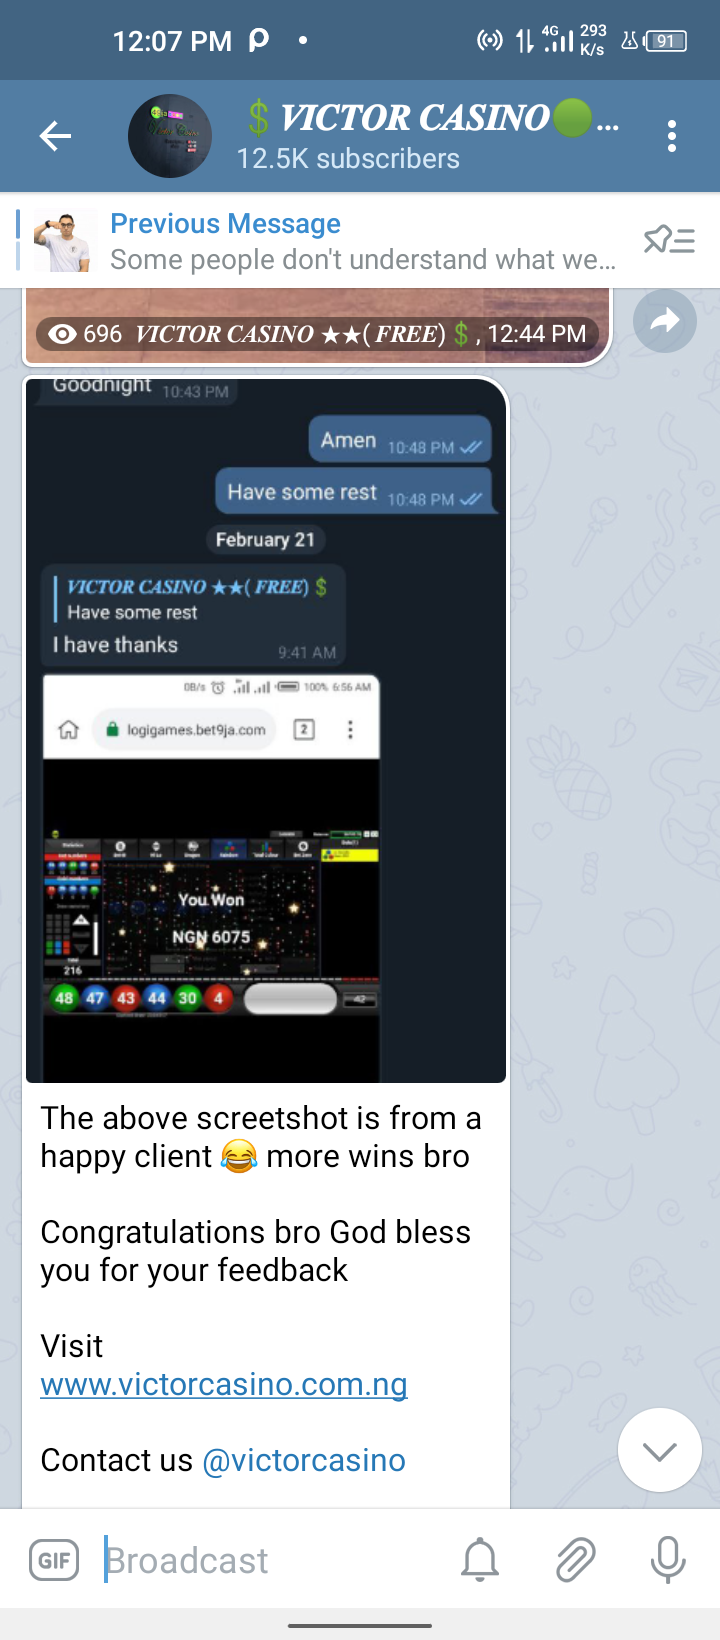 12:07 PM
4G
293
K/s
91
💲VICTOR CASINO🟢...
12.5K subscribers
Previous Message
Some people don't understand what we...
696 VICTOR CASINO ★★( FREE) 💲, 12:44 PM
Goodnight 10:43 PM
Amen 10:48 PM
Have some rest 10:48 PM
February 21
VICTOR CASINO ★★( FREE) 💲
Have some rest
I have thanks 9:41 AM
0B/s 100% 6:56 AM
logigames.bet9ja.com 2
You Won
NGN 6075
216
48 47 43 44 30 4
42
The above screetshot is from a
happy client 😂 more wins bro
Congratulations bro God bless
you for your feedback
Visit
www.victorcasino.com.ng
Contact us @victorcasino
GIF Broadcast